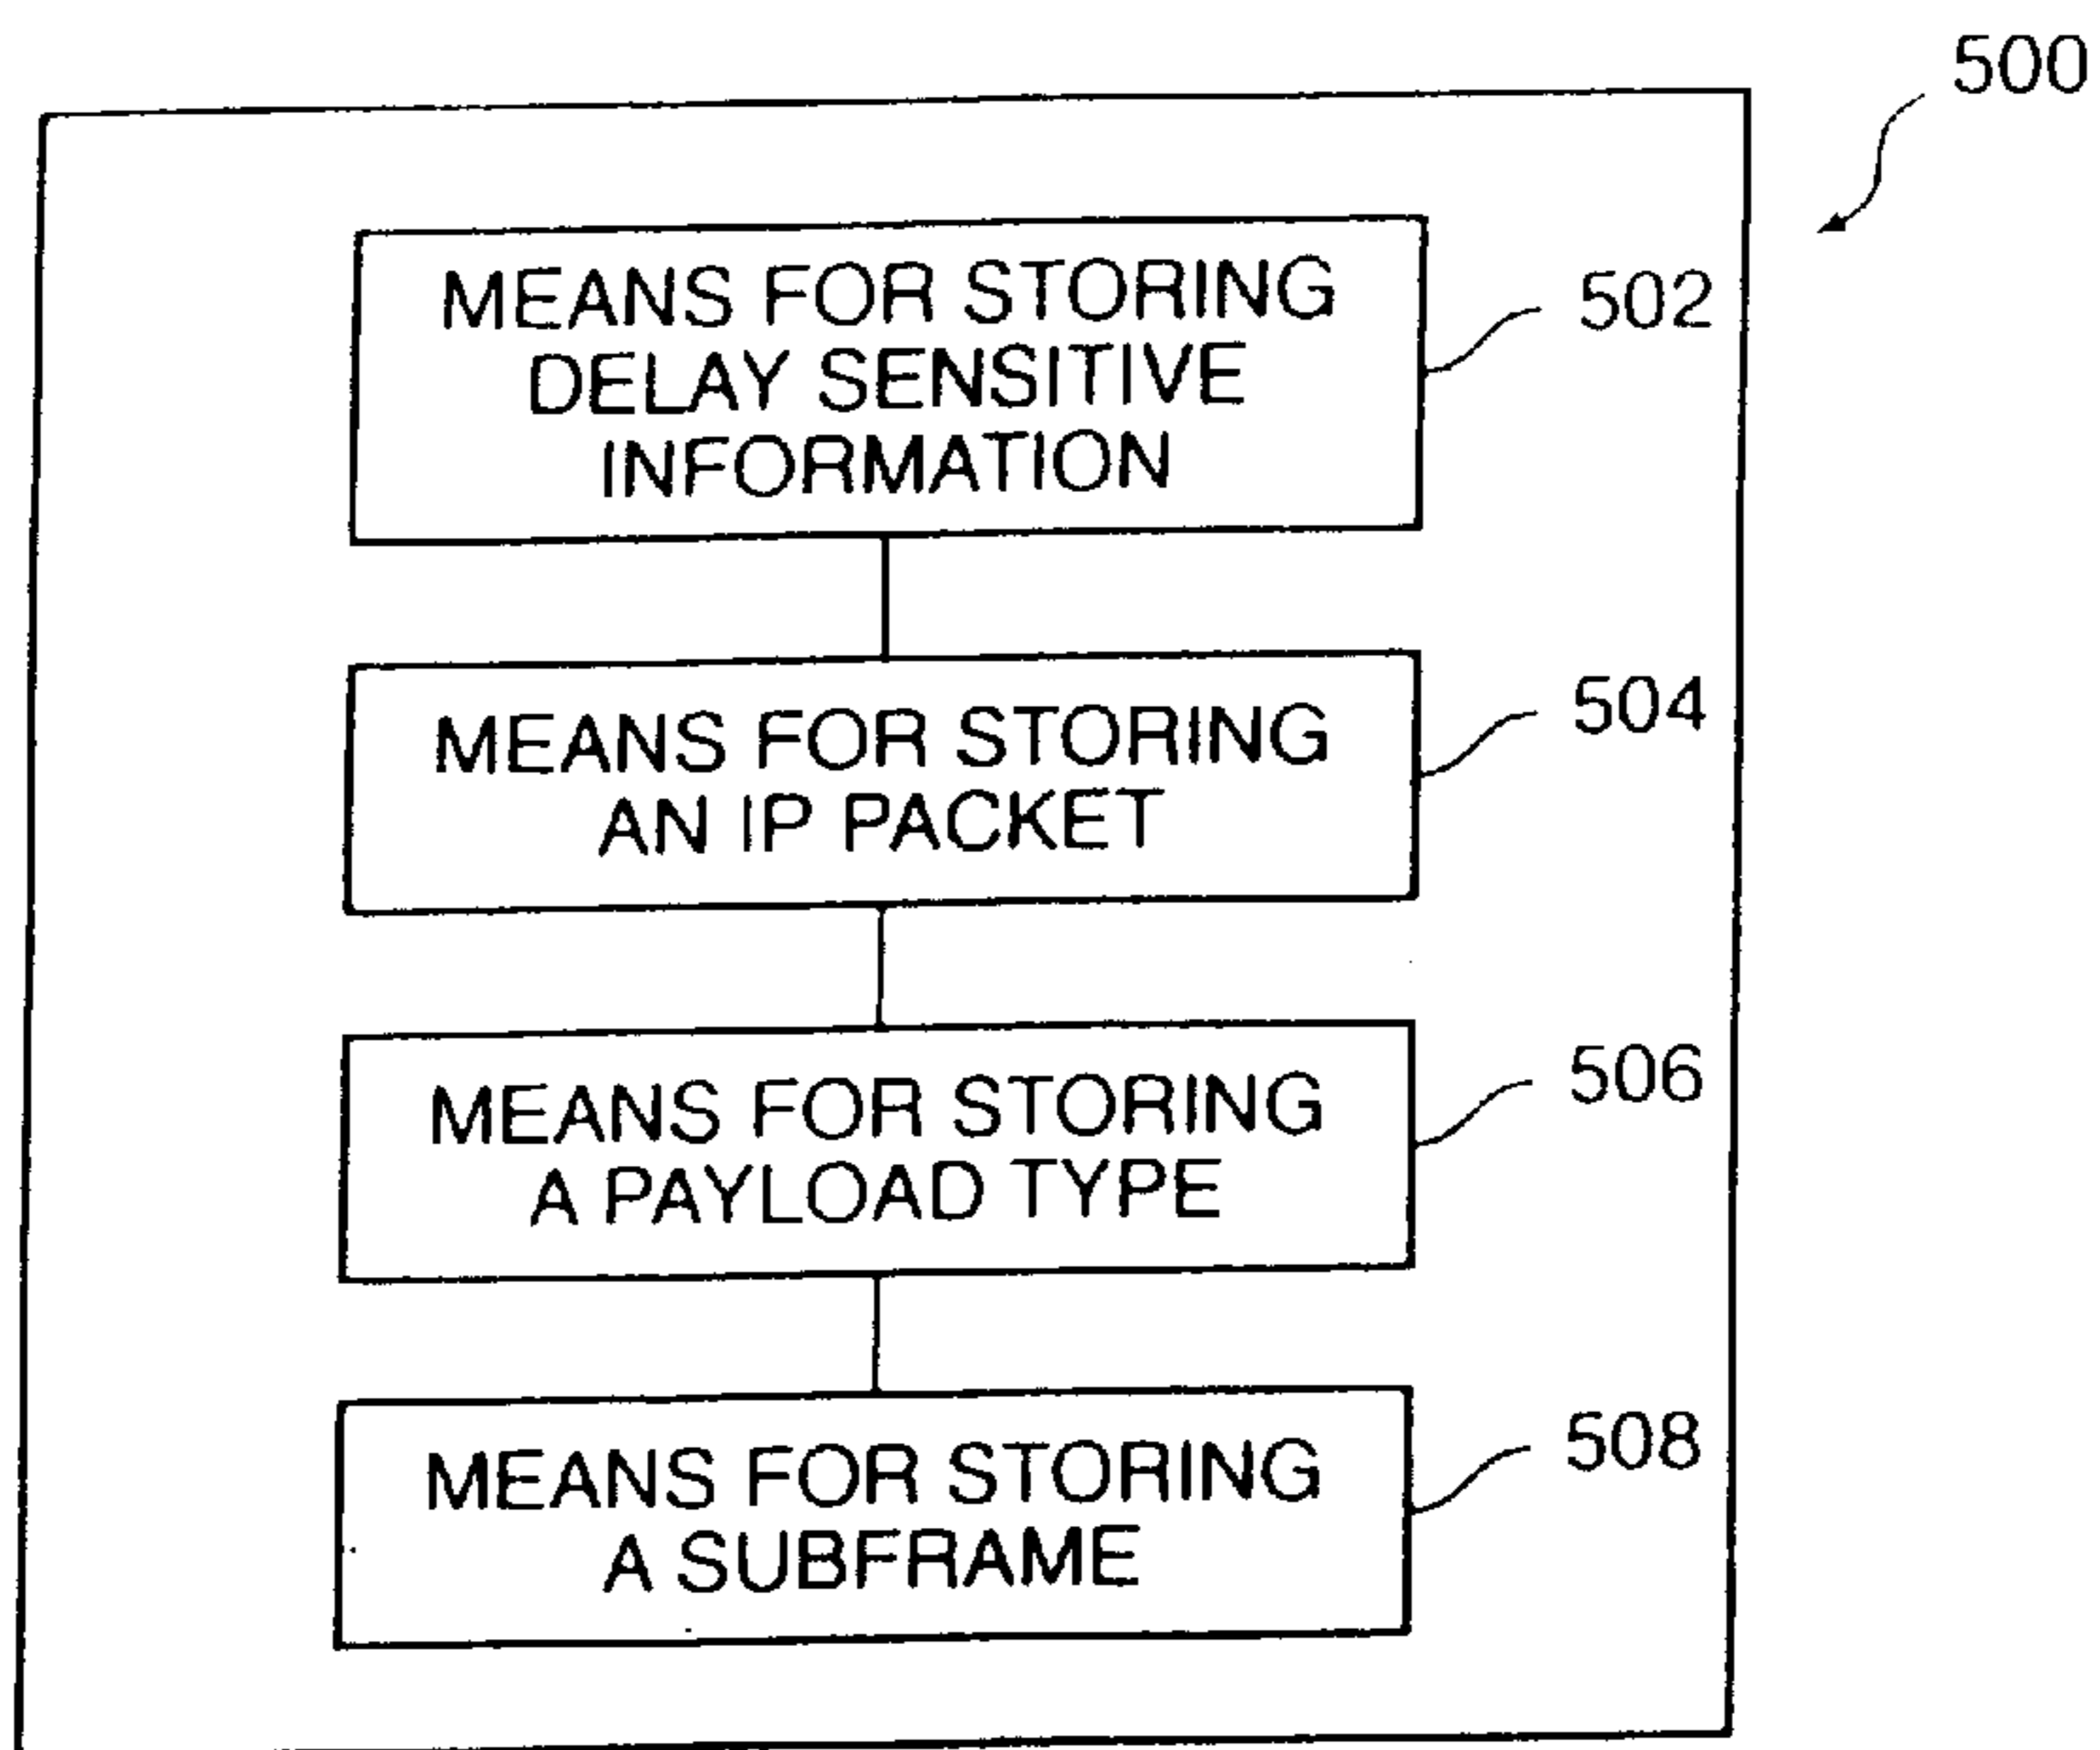 500
MEANS FOR STORING
DELAY SENSITIVE
INFORMATION
502
MEANS FOR STORING
AN IP PACKET
504
MEANS FOR STORING
A PAYLOAD TYPE
506
MEANS FOR STORING
A SUBFRAME
508